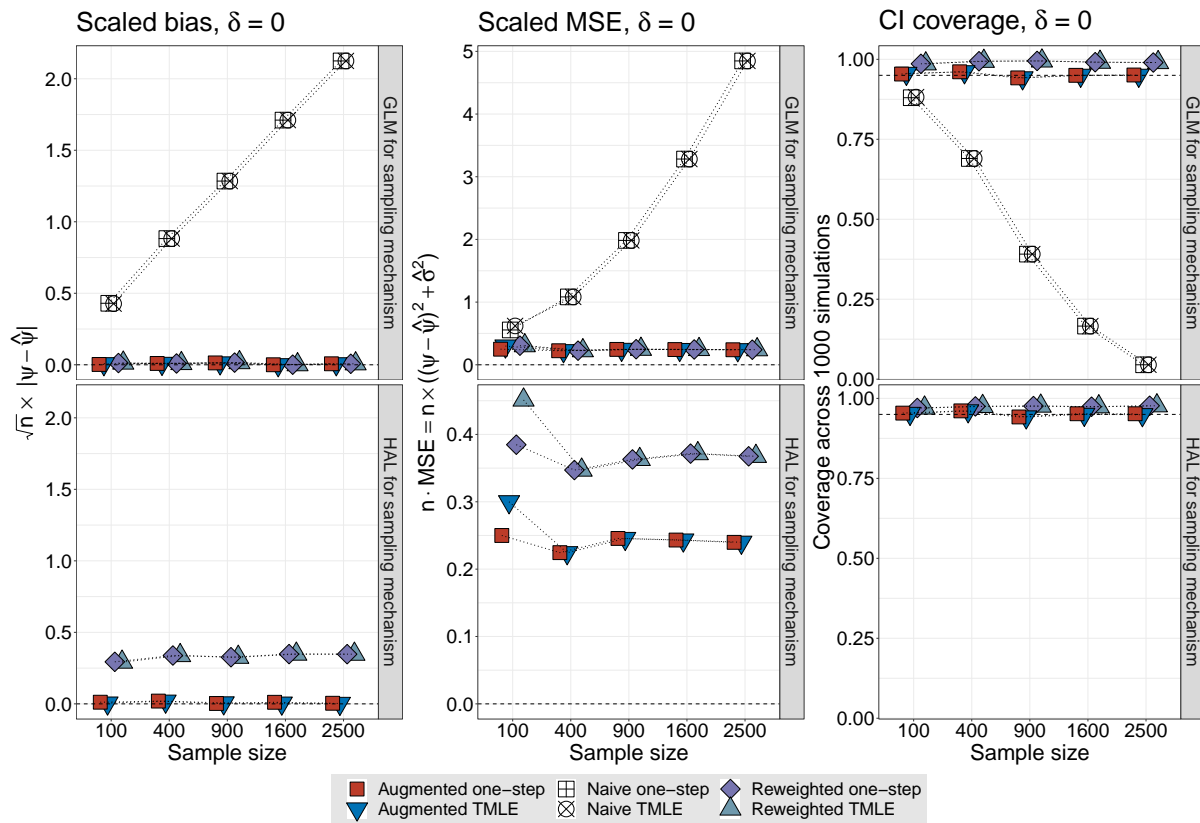 Scaled bias, δ = 0
Scaled MSE, δ = 0
CI coverage, δ = 0
√n × |ψ − ψ̂|
2.0
1.5
1.0
0.5
0.0
GLM for sampling mechanism
2.0
1.5
1.0
0.5
0.0
HAL for sampling mechanism
100 400 900 1600 2500
Sample size
n ⋅ MSE = n × ((ψ − ψ̂)² + σ̂²)
5
4
3
2
1
0
GLM for sampling mechanism
0.4
0.3
0.2
0.1
0.0
HAL for sampling mechanism
100 400 900 1600 2500
Sample size
Coverage across 1000 simulations
1.00
0.75
0.50
0.25
0.00
GLM for sampling mechanism
1.00
0.75
0.50
0.25
0.00
HAL for sampling mechanism
100 400 900 1600 2500
Sample size
Augmented one−step
Naive one−step
Reweighted one−step
Augmented TMLE
Naive TMLE
Reweighted TMLE